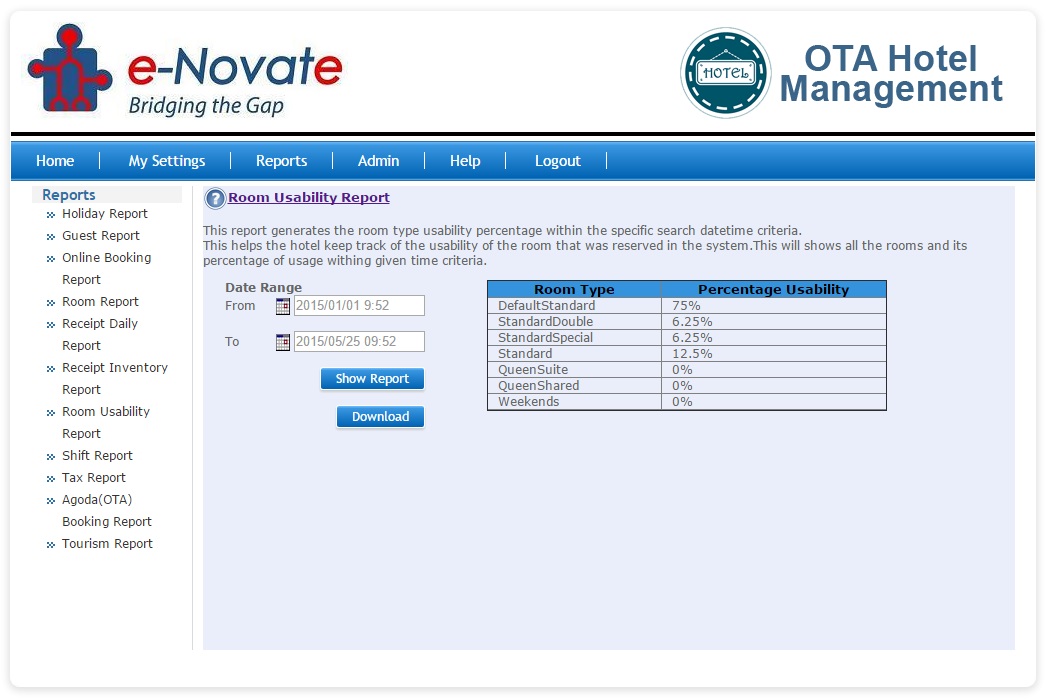 e-Novate
Bridging the Gap
HOTEL
OTA Hotel
Management
Home
My Settings
Reports
Admin
Help
Logout
Reports
Holiday Report
Guest Report
Online Booking
Report
Room Report
Receipt Daily
Report
Receipt Inventory
Report
Room Usability
Report
Shift Report
Tax Report
Agoda(OTA)
Booking Report
Tourism Report
? Room Usability Report
This report generates the room type usability percentage within the specific search datetime criteria.
This helps the hotel keep track of the usability of the room that was reserved in the system.This will shows all the rooms and its
percentage of usage withing given time criteria.
Date Range
From 2015/01/01 9:52
To 2015/05/25 09:52
Show Report
Download
Room Type Percentage Usability
DefaultStandard 75%
StandardDouble 6.25%
StandardSpecial 6.25%
Standard 12.5%
QueenSuite 0%
QueenShared 0%
Weekends 0%